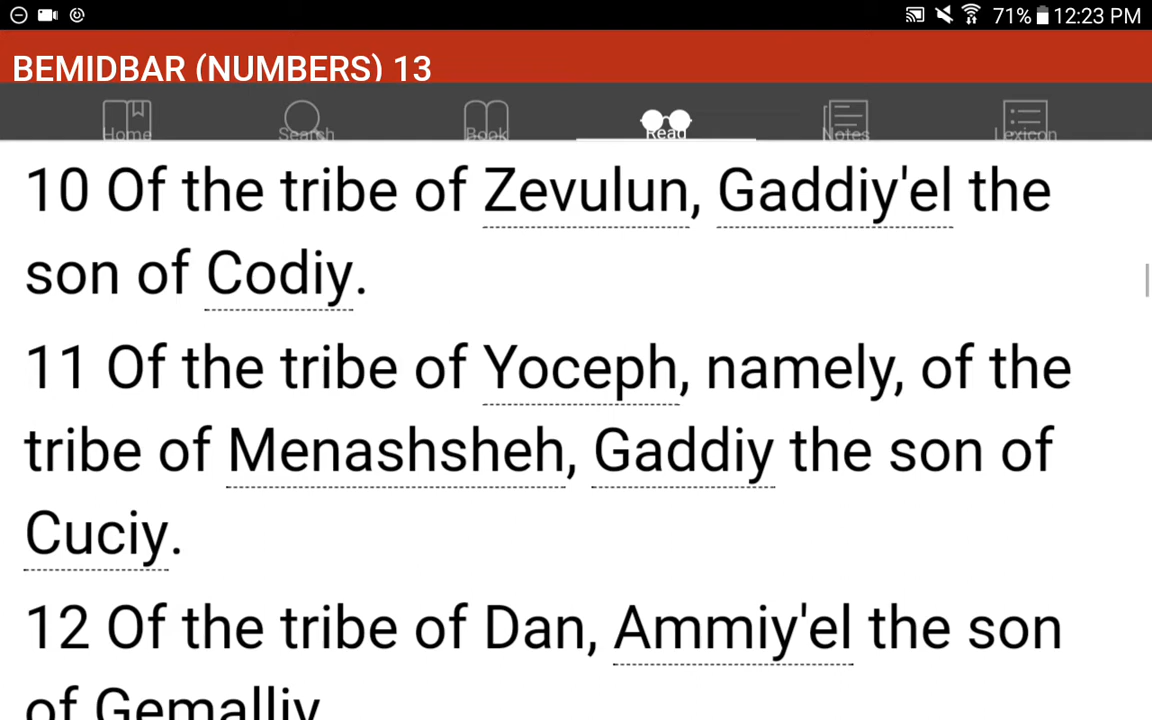 71% 12:23 PM
BEMIDBAR (NUMBERS) 13
Home Search Book Read Notes Lexicon
10 Of the tribe of Zevulun, Gaddiy'el the
son of Codiy.
11 Of the tribe of Yoceph, namely, of the
tribe of Menashsheh, Gaddiy the son of
Cuciy.
12 Of the tribe of Dan, Ammiy'el the son
of Gemalliy